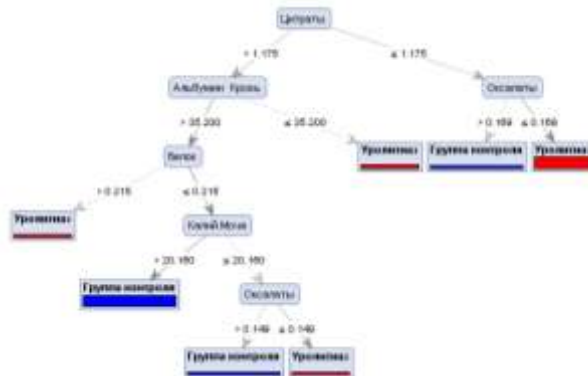 Цитраты
> 1.175
≤ 1.175
Альбумин Кровь
Оксалаты
> 35.200
≤ 35.200
> 0.169
≤ 0.169
Белок
Уролитиаз
Группа контроля
Уролитиаз
> 0.215
≤ 0.215
Уролитиаз
Калий Моча
> 20.160
≤ 20.160
Группа контроля
Оксалаты
> 0.149
≤ 0.149
Группа контроля
Уролитиаз